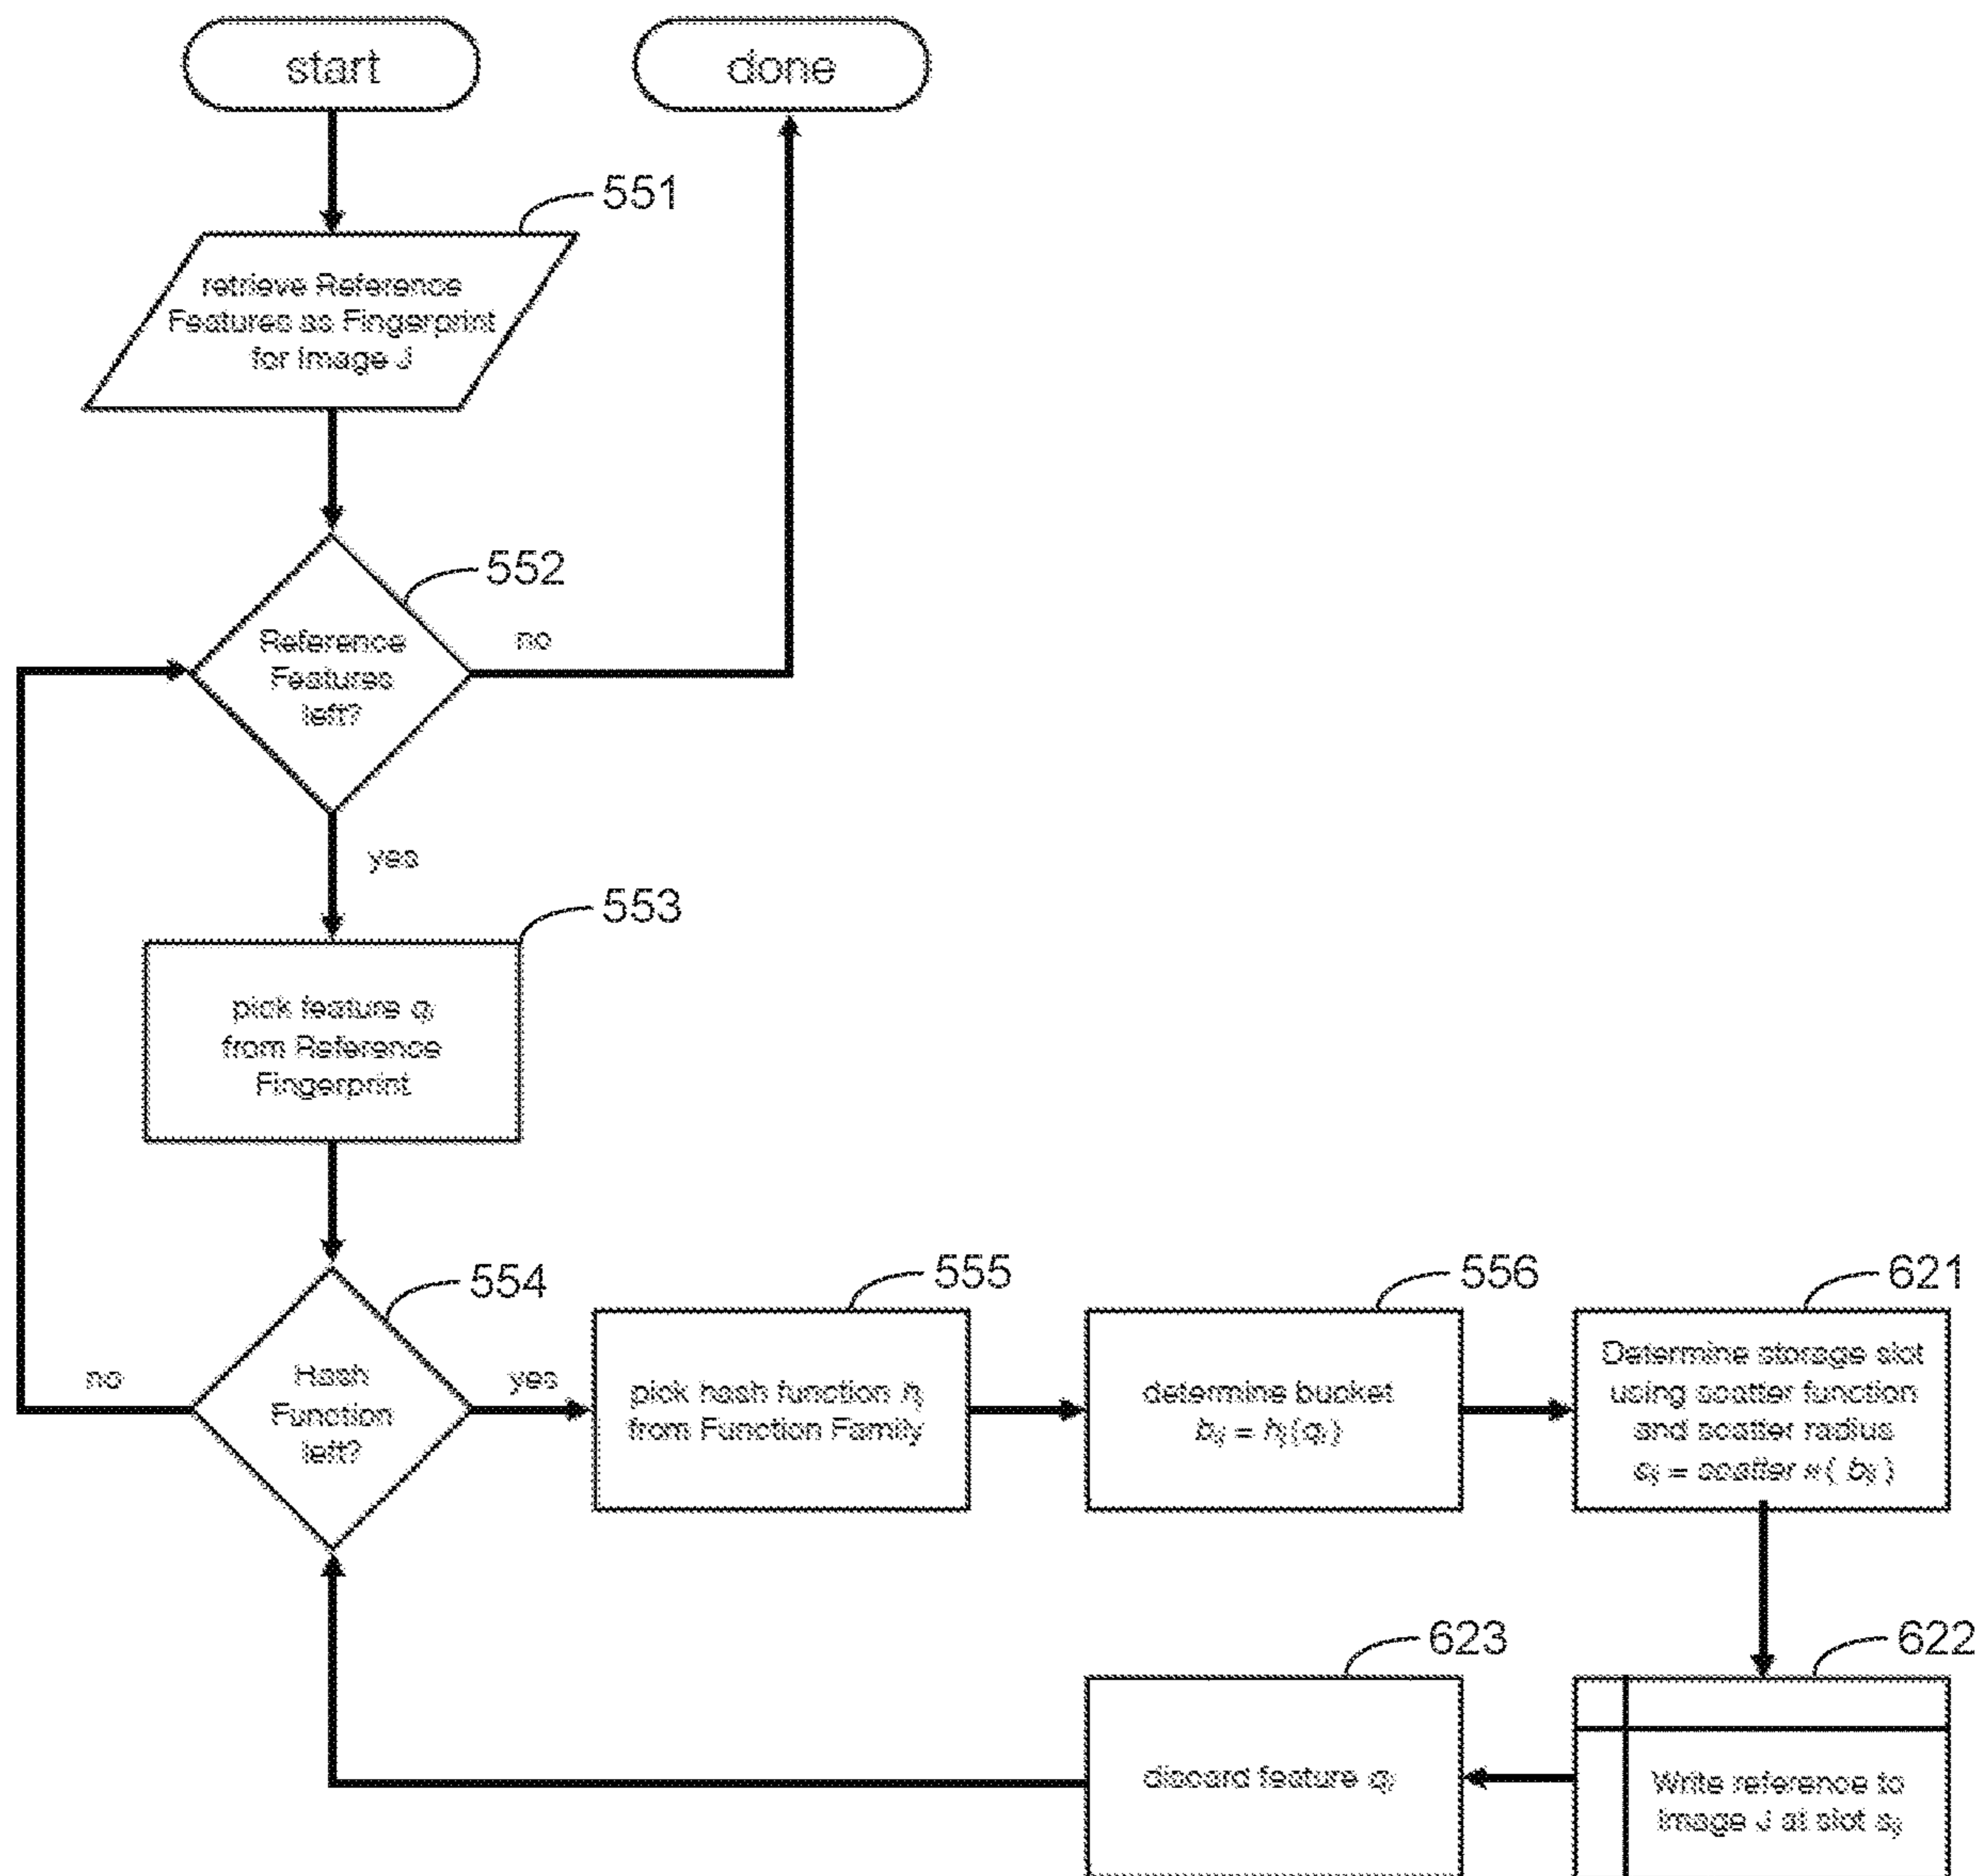 start
done
551
retrieve Reference
Features as Fingerprint
for Image J
552
Reference
Features
left?
no
yes
553
pick feature qi
from Reference
Fingerprint
554
Hash
Function
left?
no
yes
555
pick hash function hj
from Function Family
556
determine bucket
bij = hj(qi)
621
Determine storage slot
using scatter function
and scatter radius
sij = scatter ( bij )
622
Write reference to
Image J at slot sij
623
discard feature qi